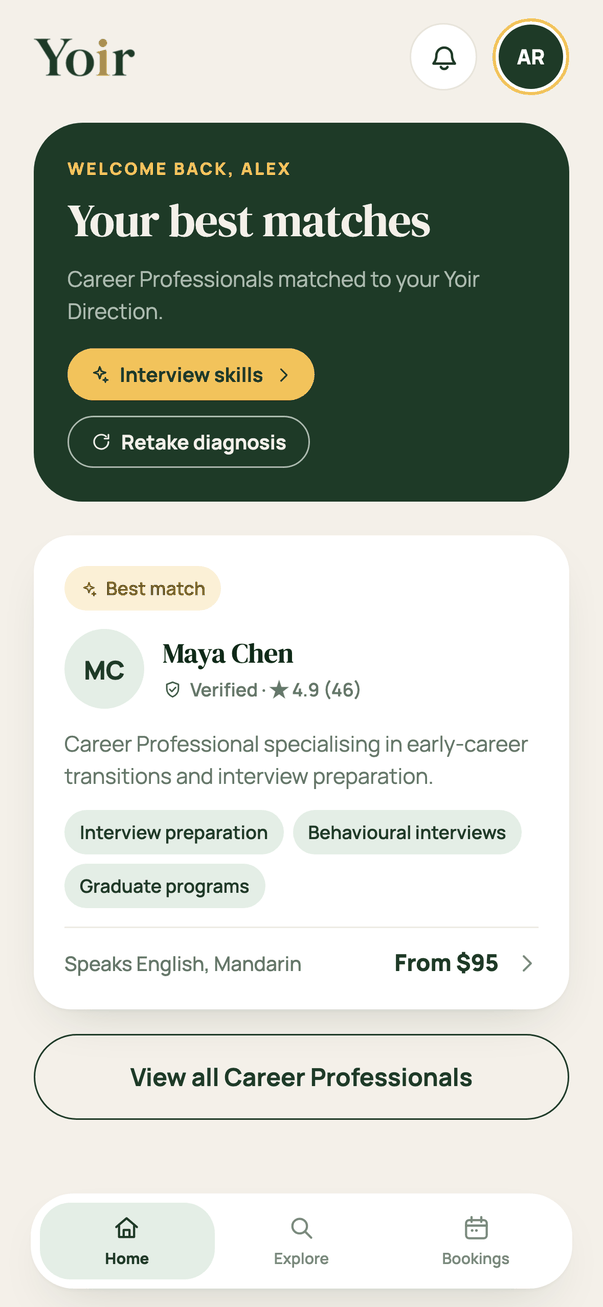 Yoir
AR
WELCOME BACK, ALEX
Your best matches
Career Professionals matched to your Yoir
Direction.
Interview skills
Retake diagnosis
Best match
MC
Maya Chen
Verified · ★ 4.9 (46)
Career Professional specialising in early-career
transitions and interview preparation.
Interview preparation
Behavioural interviews
Graduate programs
Speaks English, Mandarin
From $95
View all Career Professionals
Home
Explore
Bookings